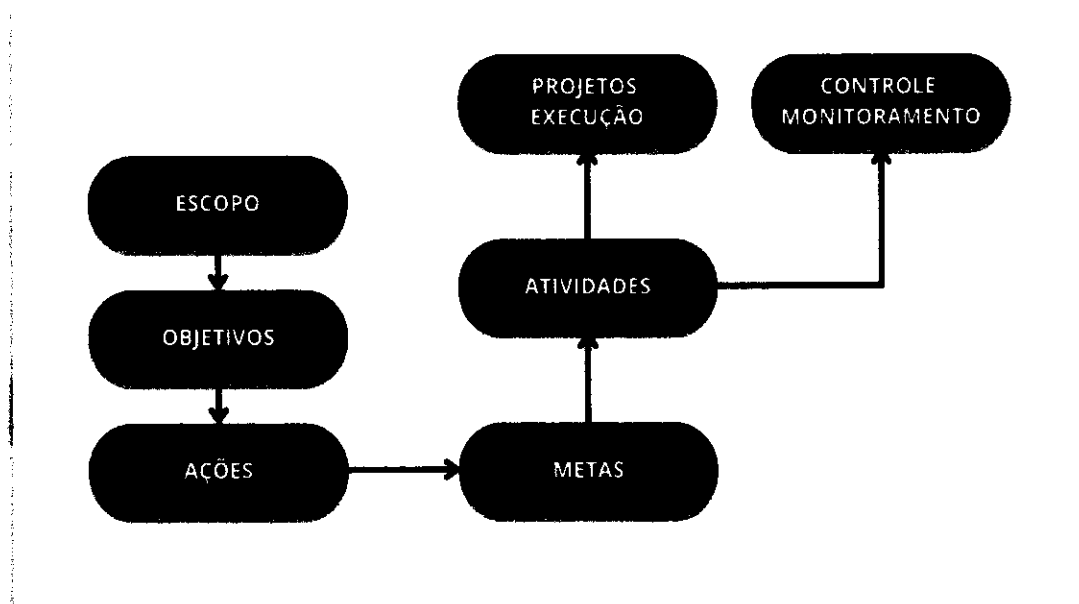 ESCOPO
OBJETIVOS
AÇÕES
METAS
ATIVIDADES
PROJETOS
EXECUÇÃO
CONTROLE
MONITORAMENTO